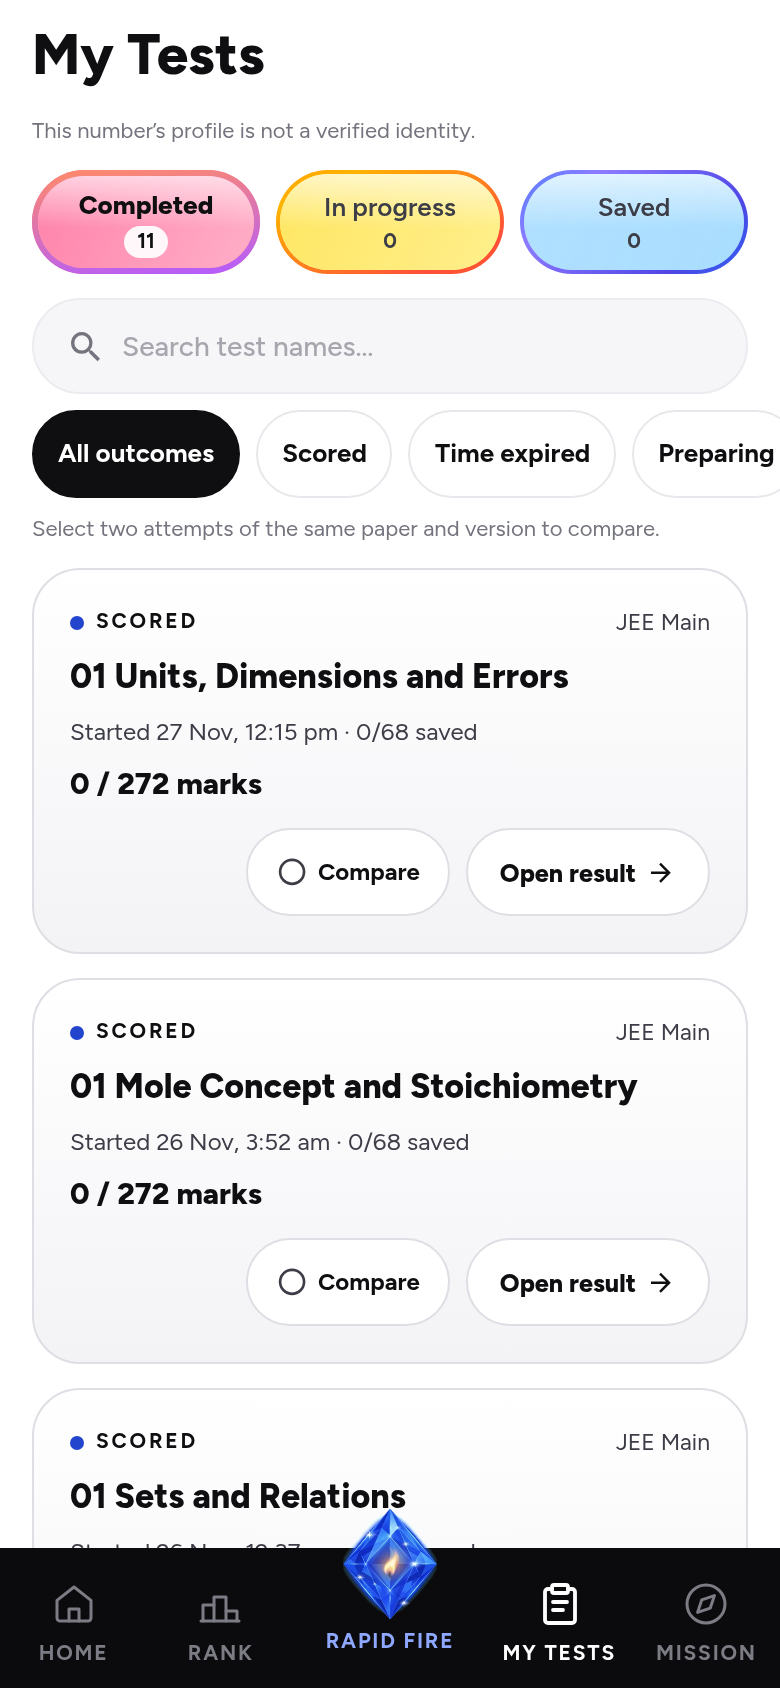 My Tests
This number’s profile is not a verified identity.
Completed
11
In progress
0
Saved
0
Search test names...
All outcomes
Scored
Time expired
Preparing
Select two attempts of the same paper and version to compare.
SCORED
JEE Main
01 Units, Dimensions and Errors
Started 27 Nov, 12:15 pm · 0/68 saved
0 / 272 marks
Compare
Open result →
SCORED
JEE Main
01 Mole Concept and Stoichiometry
Started 26 Nov, 3:52 am · 0/68 saved
0 / 272 marks
Compare
Open result →
SCORED
JEE Main
01 Sets and Relations
HOME
RANK
RAPID FIRE
MY TESTS
MISSION